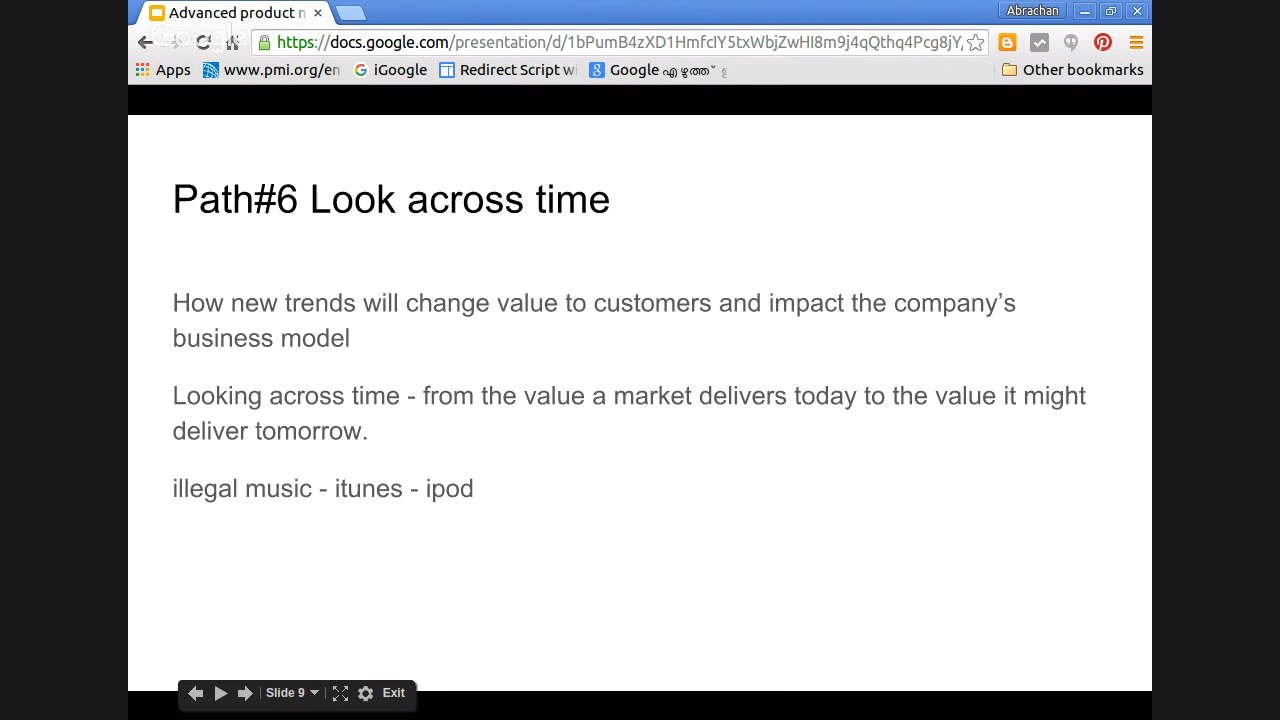 Advanced product n
Abrachan
Google
https://docs.google.com/presentation/d/1bPumB4zXD1HmfclY5txWbjZwHI8m9j4qQthq4Pcg8jY/
Apps www.pmi.org/en iGoogle Redirect Script wi Google എഴുത്ത് Other bookmarks
Path#6 Look across time
How new trends will change value to customers and impact the company’s
business model
Looking across time - from the value a market delivers today to the value it might
deliver tomorrow.
illegal music - itunes - ipod
Slide 9 Exit